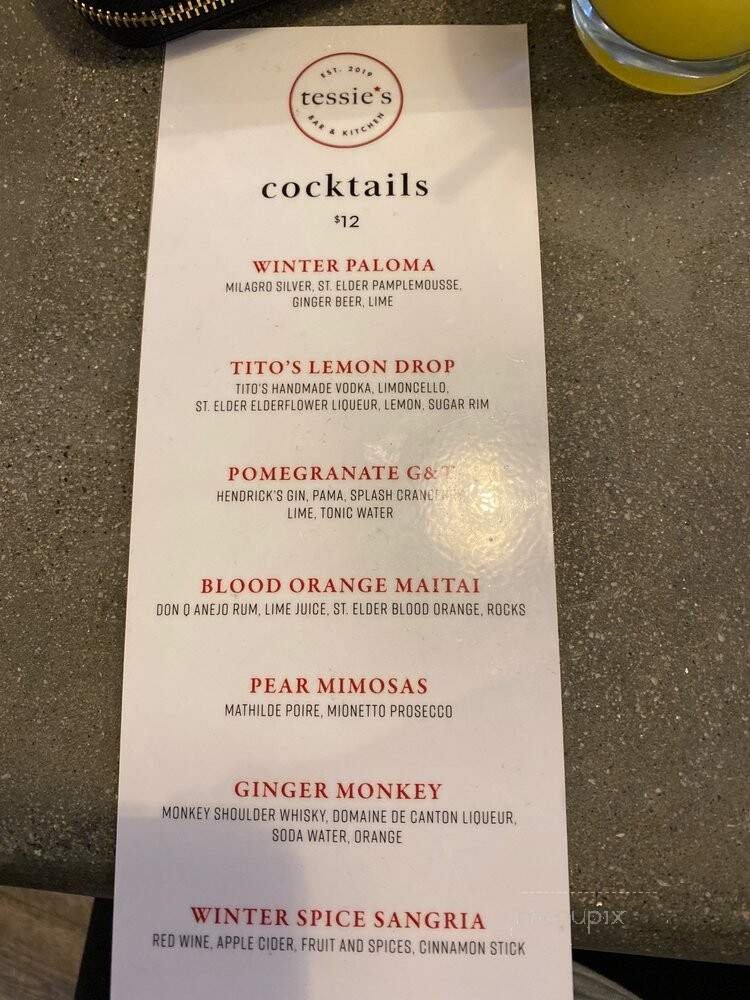 EST. 2019
tessie's
BAR & KITCHEN
cocktails
$12
WINTER PALOMA
MILAGRO SILVER, ST. ELDER PAMPLEMOUSSE,
GINGER BEER, LIME
TITO'S LEMON DROP
TITO'S HANDMADE VODKA, LIMONCELLO,
ST. ELDER ELDERFLOWER LIQUEUR, LEMON, SUGAR RIM
POMEGRANATE G&T
HENDRICK'S GIN, PAMA, SPLASH
LIME, TONIC WATER
BLOOD ORANGE MAITAI
DON Q ANEJO RUM, LIME JUICE, ST. ELDER BLOOD ORANGE, ROCKS
PEAR MIMOSAS
MATHILDE POIRE, MIONETTO PROSECCO
GINGER MONKEY
MONKEY SHOULDER WHISKY, DOMAINE DE CANTON LIQUEUR,
SODA WATER, ORANGE
WINTER SPICE SANGRIA
RED WINE, APPLE CIDER, FRUIT AND SPICES, CINNAMON STICK